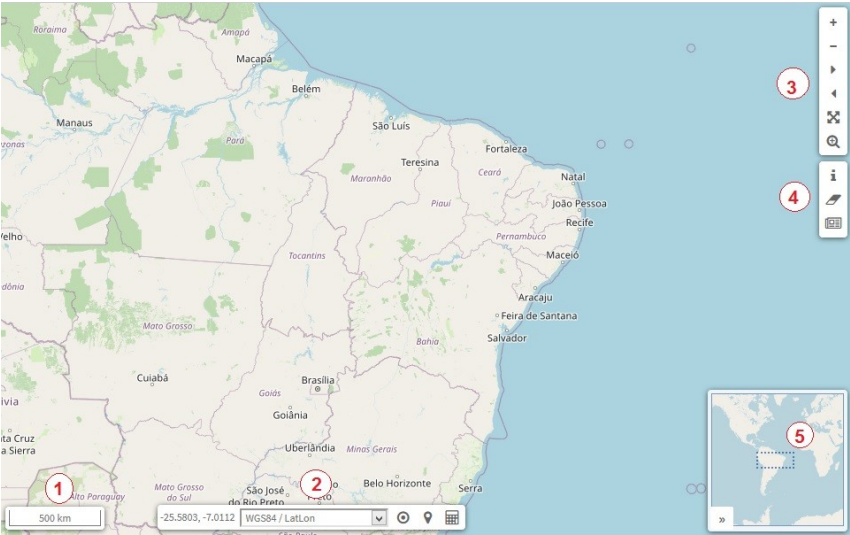 Roraima
Amapá
Macapá
Belém
Manaus
São Luís
Pará
Fortaleza
Teresina
Ceará
Maranhão
Natal
Piauí
João Pessoa
Recife
Pernambuco
Maceió
Tocantins
Aracaju
Feira de Santana
Mato Grosso
Salvador
Bahia
Cuiabá
Brasília
Goiás
Goiânia
Uberlândia
Minas Gerais
Belo Horizonte
Serra
Alto Paraguay
Mato Grosso
do Sul
São José
do Rio Preto
500 km
-25.5803, -7.0112 WGS84 / LatLon
1
2
3
4
5
+
−
i
»